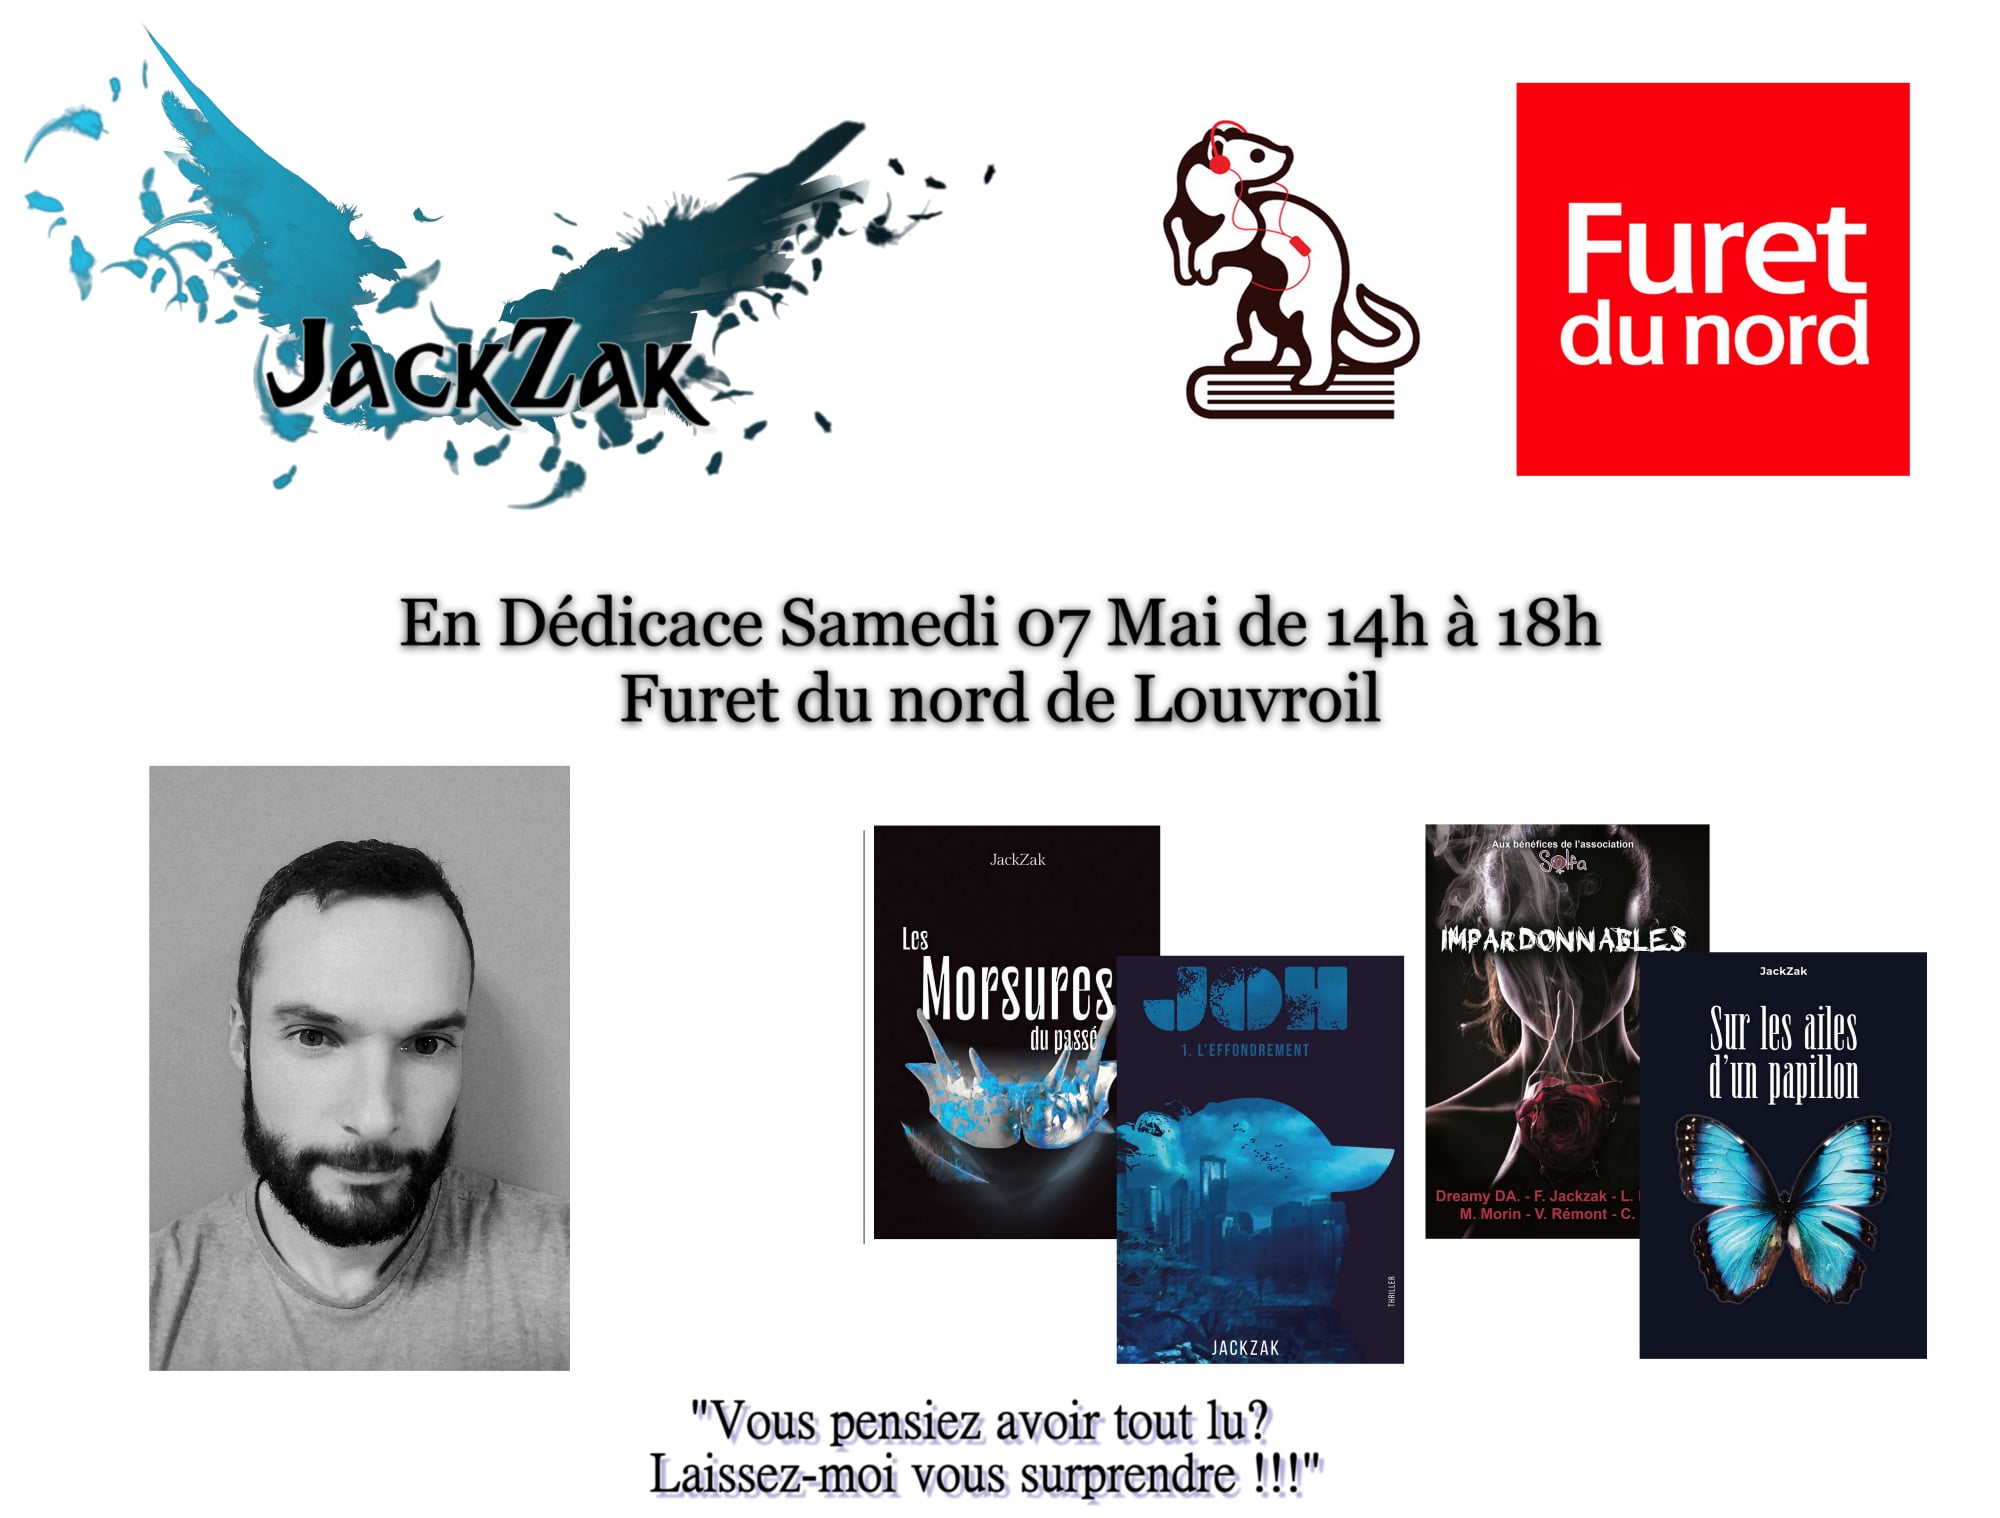 JackZak
Furet
du nord
En Dédicace Samedi 07 Mai de 14h à 18h
Furet du nord de Louvroil
JackZak
Les
Morsures
du passé
JOH
1. L'EFFONDREMENT
THRILLER
JACKZAK
Aux bénéfices de l'association
Solfa
IMPARDONNABLES
Dreamy DA. - F. Jackzak - L.
M. Morin - V. Rémont - C.
JackZak
Sur les ailes
d'un papillon
"Vous pensiez avoir tout lu?
Laissez-moi vous surprendre !!!"